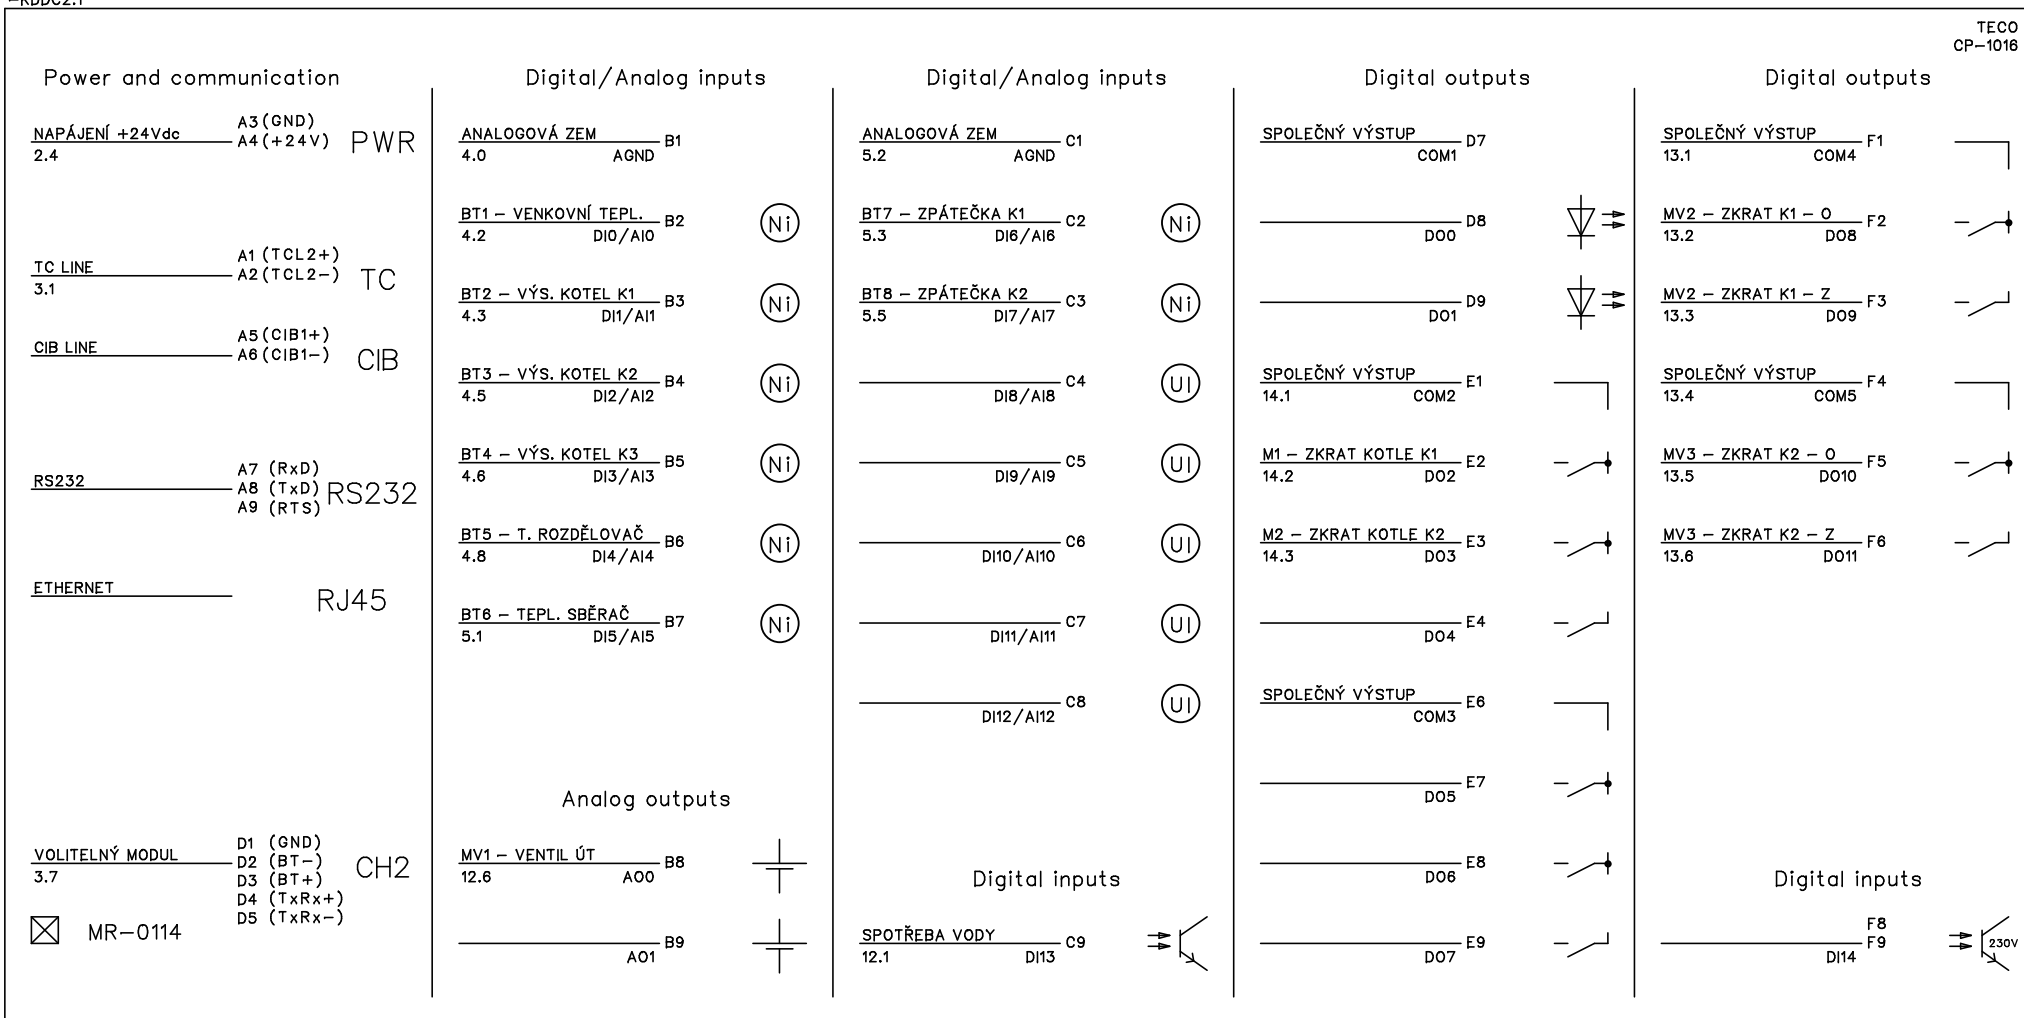 TECO
CP-1016
Power and communication
NAPÁJENÍ +24Vdc
2.4
A3 (GND)
A4 (+24V)
PWR
TC LINE
3.1
A1 (TCL2+)
A2 (TCL2-)
TC
CIB LINE
A5 (CIB1+)
A6 (CIB1-)
CIB
RS232
A7 (RxD)
A8 (TxD)
A9 (RTS)
RS232
ETHERNET
RJ45
VOLITELNÝ MODUL
3.7
D1 (GND)
D2 (BT-)
D3 (BT+)
D4 (TxRx+)
D5 (TxRx-)
CH2
MR-0114
Digital/Analog inputs
ANALOGOVÁ ZEM B1
4.0 AGND
BT1 - VENKOVNÍ TEPL. B2 Ni
4.2 DI0/AI0
BT2 - VÝS. KOTEL K1 B3 Ni
4.3 DI1/AI1
BT3 - VÝS. KOTEL K2 B4 Ni
4.5 DI2/AI2
BT4 - VÝS. KOTEL K3 B5 Ni
4.6 DI3/AI3
BT5 - T. ROZDĚLOVAČ B6 Ni
4.8 DI4/AI4
BT6 - TEPL. SBĚRAČ B7 Ni
5.1 DI5/AI5
Analog outputs
MV1 - VENTIL ÚT B8
12.6 AO0
B9
AO1
Digital/Analog inputs
ANALOGOVÁ ZEM C1
5.2 AGND
BT7 - ZPÁTEČKA K1 C2 Ni
5.3 DI6/AI6
BT8 - ZPÁTEČKA K2 C3 Ni
5.5 DI7/AI7
C4 UI
DI8/AI8
C5 UI
DI9/AI9
C6 UI
DI10/AI10
C7 UI
DI11/AI11
C8 UI
DI12/AI12
Digital inputs
SPOTŘEBA VODY C9
12.1 DI13
Digital outputs
SPOLEČNÝ VÝSTUP D7
COM1
D8
DO0
D9
DO1
SPOLEČNÝ VÝSTUP E1
14.1 COM2
M1 - ZKRAT KOTLE K1 E2
14.2 DO2
M2 - ZKRAT KOTLE K2 E3
14.3 DO3
E4
DO4
SPOLEČNÝ VÝSTUP E6
COM3
E7
DO5
E8
DO6
E9
DO7
Digital outputs
SPOLEČNÝ VÝSTUP F1
13.1 COM4
MV2 - ZKRAT K1 - O F2
13.2 DO8
MV2 - ZKRAT K1 - Z F3
13.3 DO9
SPOLEČNÝ VÝSTUP F4
13.4 COM5
MV3 - ZKRAT K2 - O F5
13.5 DO10
MV3 - ZKRAT K2 - Z F6
13.6 DO11
Digital inputs
F8
F9
DI14
230V